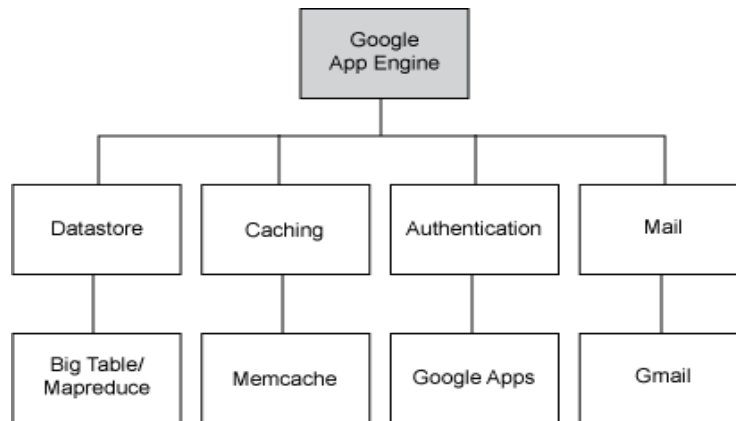 Google
App Engine
Datastore
Caching
Authentication
Mail
Big Table/
Mapreduce
Memcache
Google Apps
Gmail